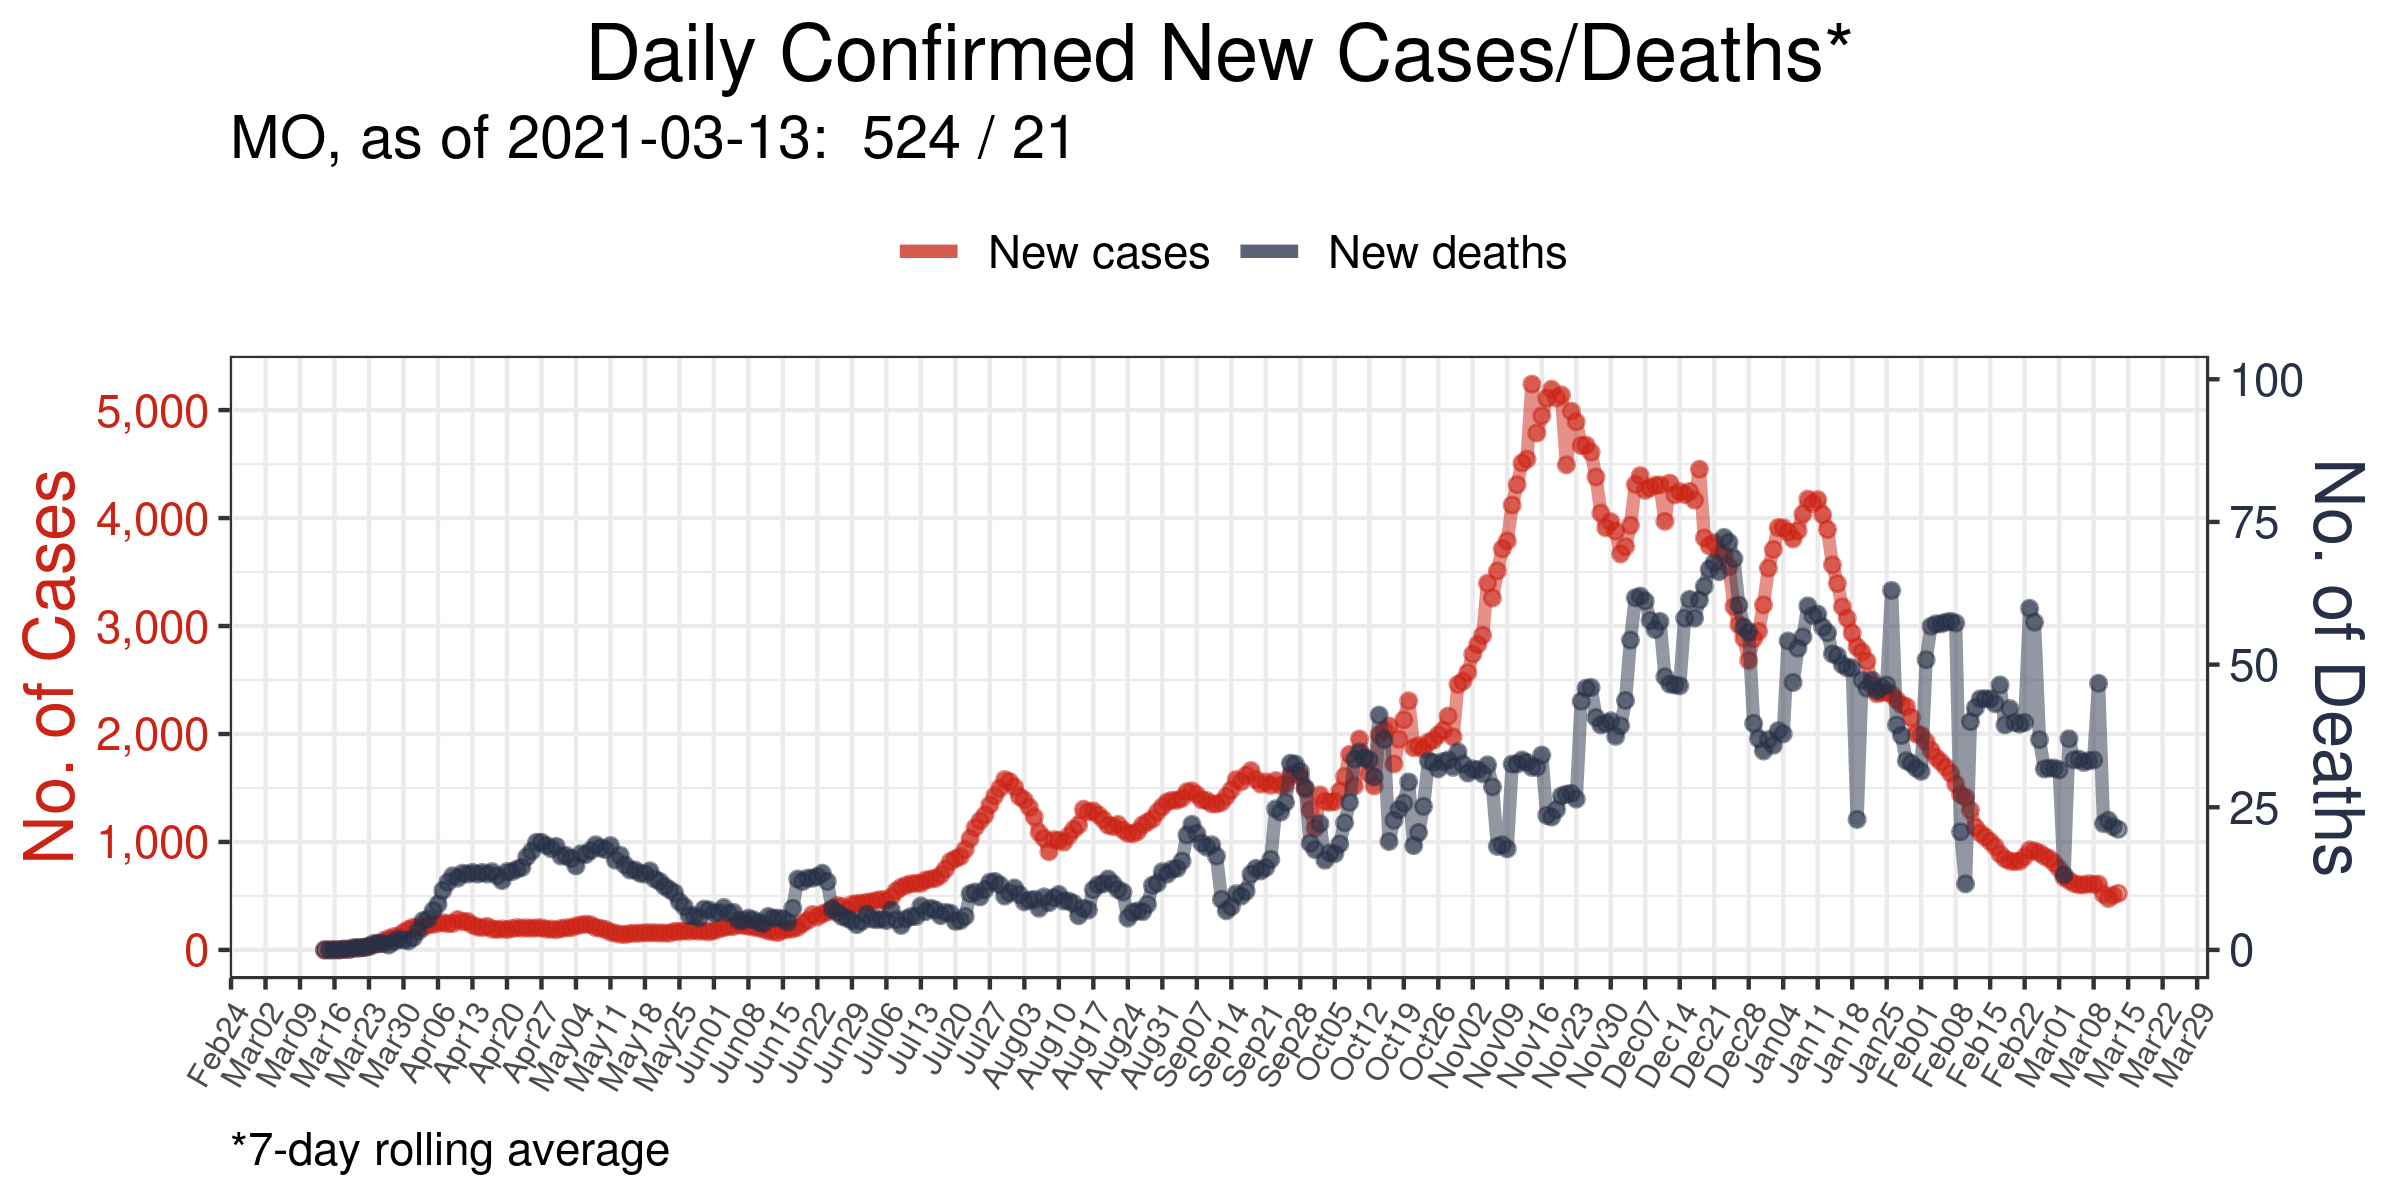 Daily Confirmed New Cases/Deaths*
MO, as of 2021-03-13:  524 / 21
New cases
New deaths
No. of Cases
5,000
4,000
3,000
2,000
1,000
0
100
75
50
25
0
No. of Deaths
Feb24
Mar02
Mar09
Mar16
Mar23
Mar30
Apr06
Apr13
Apr20
Apr27
May04
May11
May18
May25
Jun01
Jun08
Jun15
Jun22
Jun29
Jul06
Jul13
Jul20
Jul27
Aug03
Aug10
Aug17
Aug24
Aug31
Sep07
Sep14
Sep21
Sep28
Oct05
Oct12
Oct19
Oct26
Nov02
Nov09
Nov16
Nov23
Nov30
Dec07
Dec14
Dec21
Dec28
Jan04
Jan11
Jan18
Jan25
Feb01
Feb08
Feb15
Feb22
Mar01
Mar08
Mar15
Mar22
Mar29
*7-day rolling average